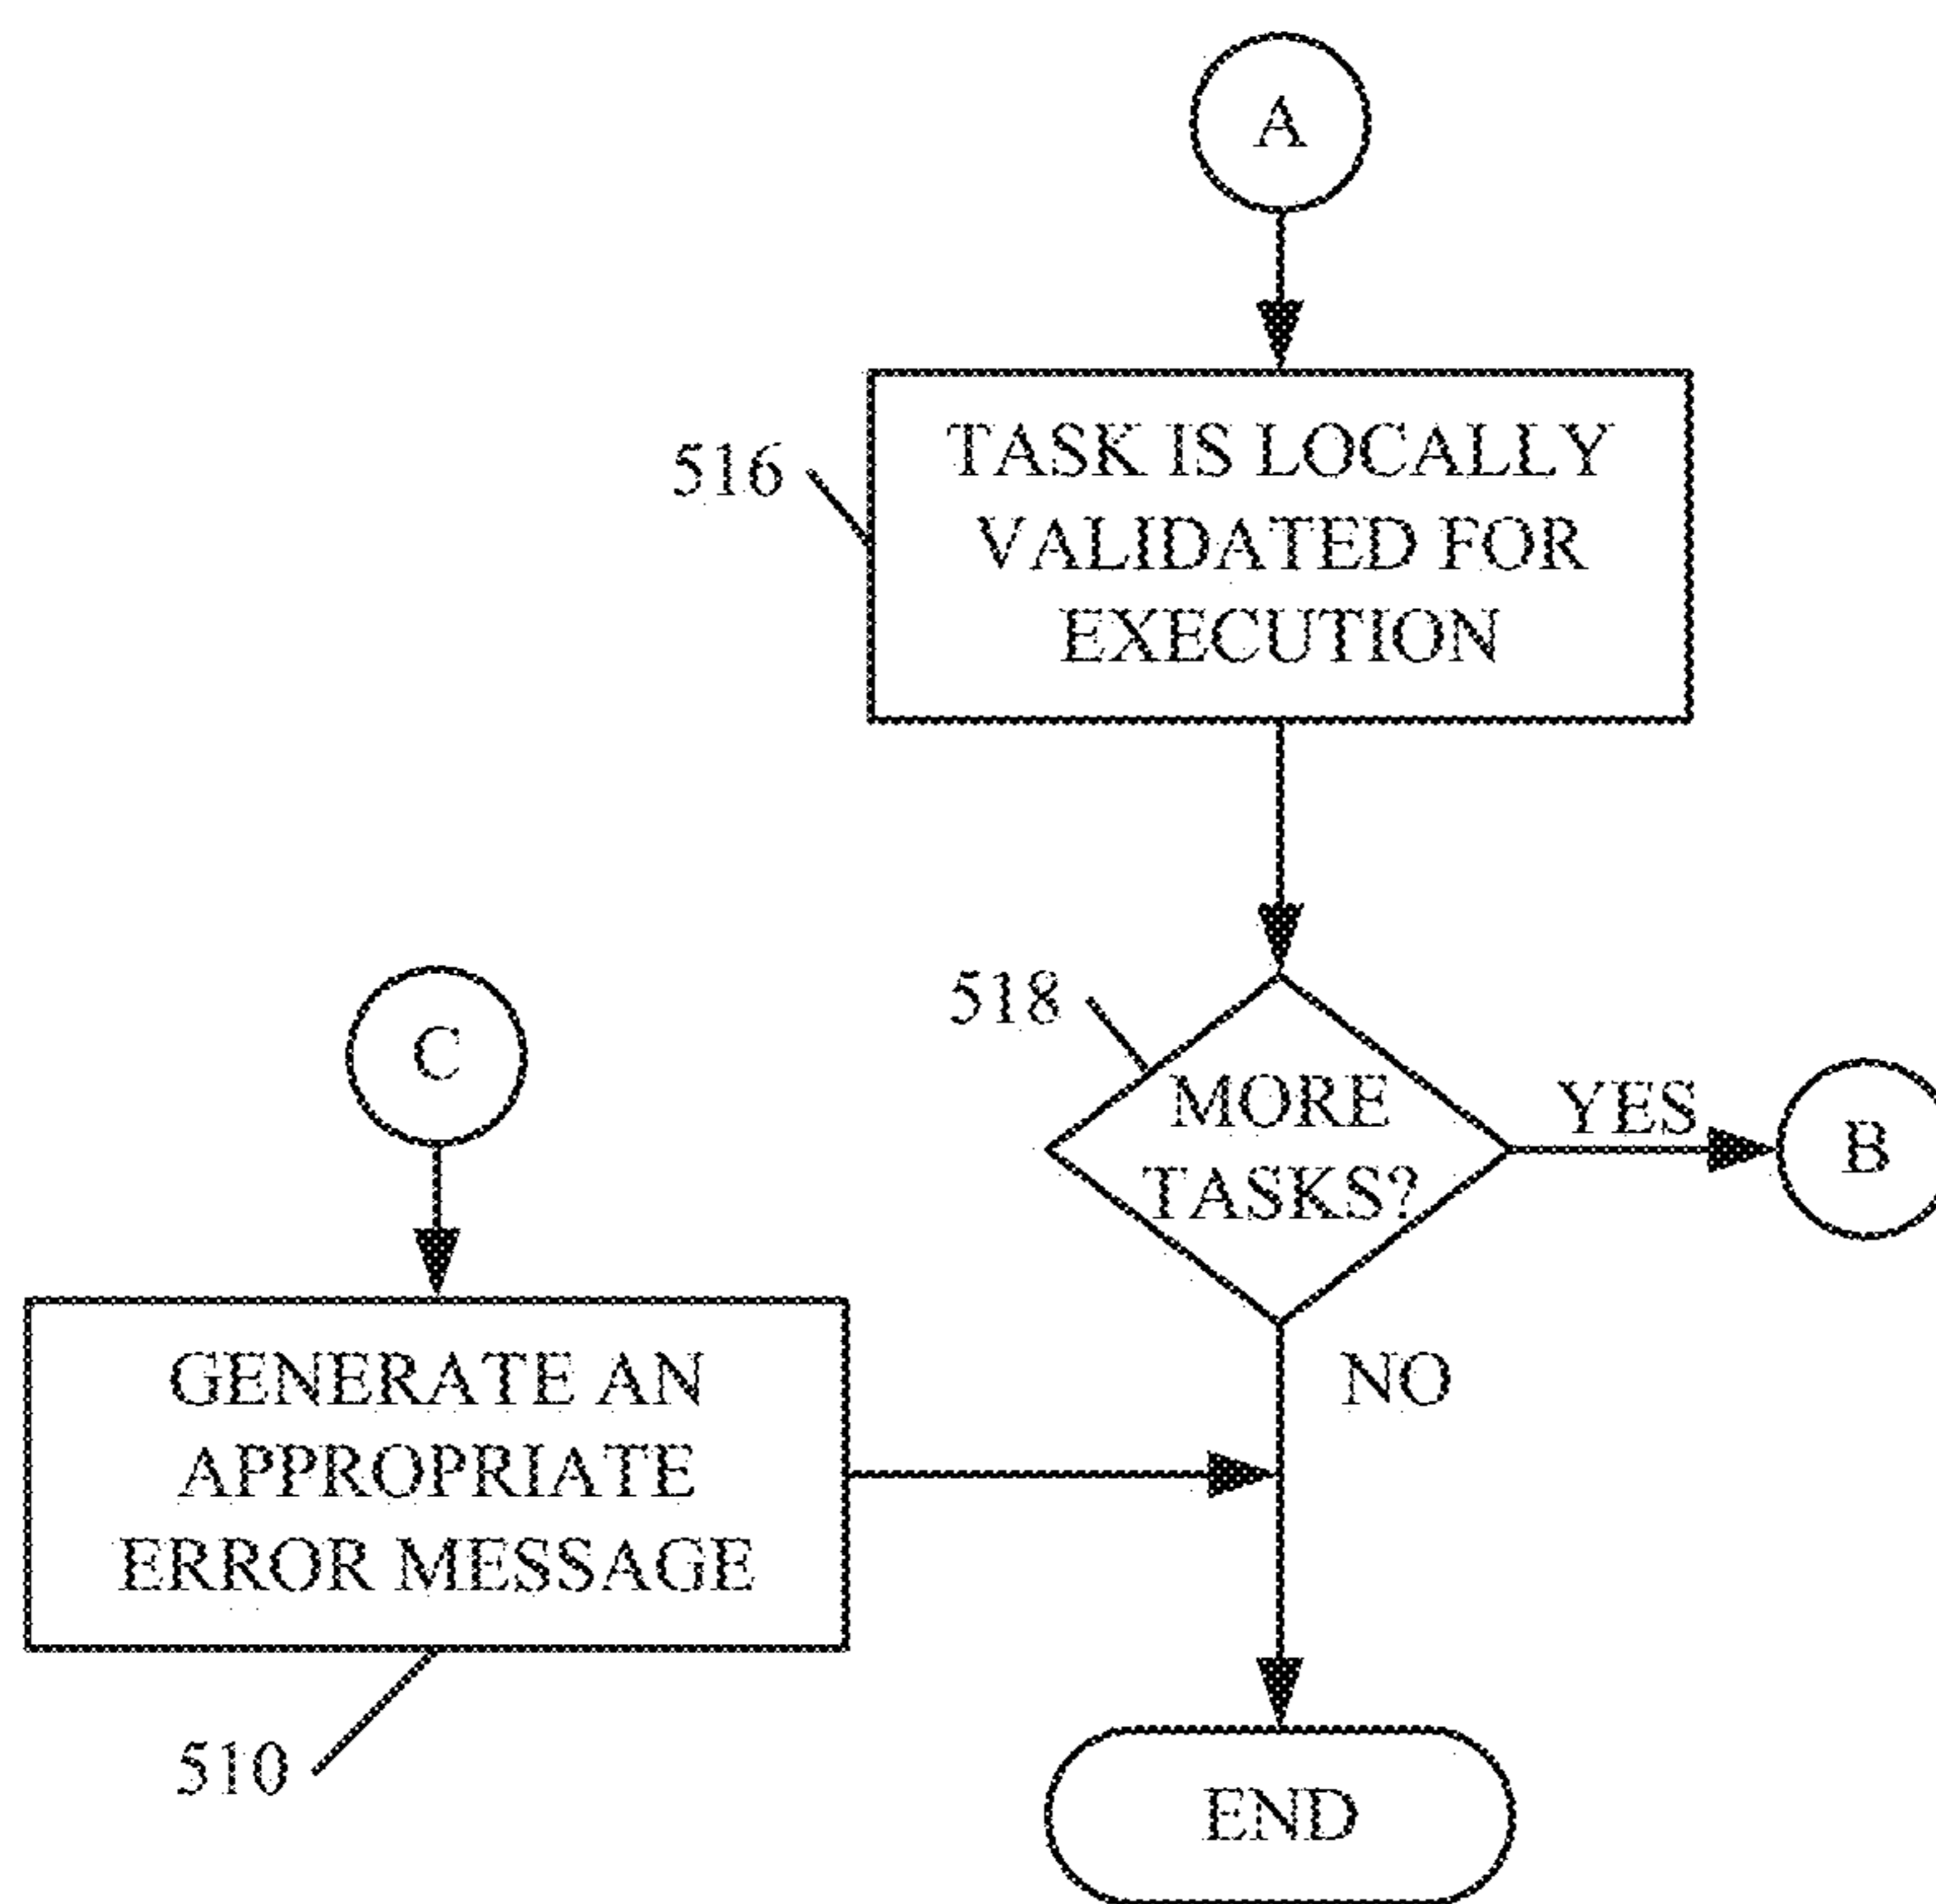 A
516
TASK IS LOCALLY
VALIDATED FOR
EXECUTION
518
MORE
TASKS?
YES
B
C
NO
GENERATE AN
APPROPRIATE
ERROR MESSAGE
510
END